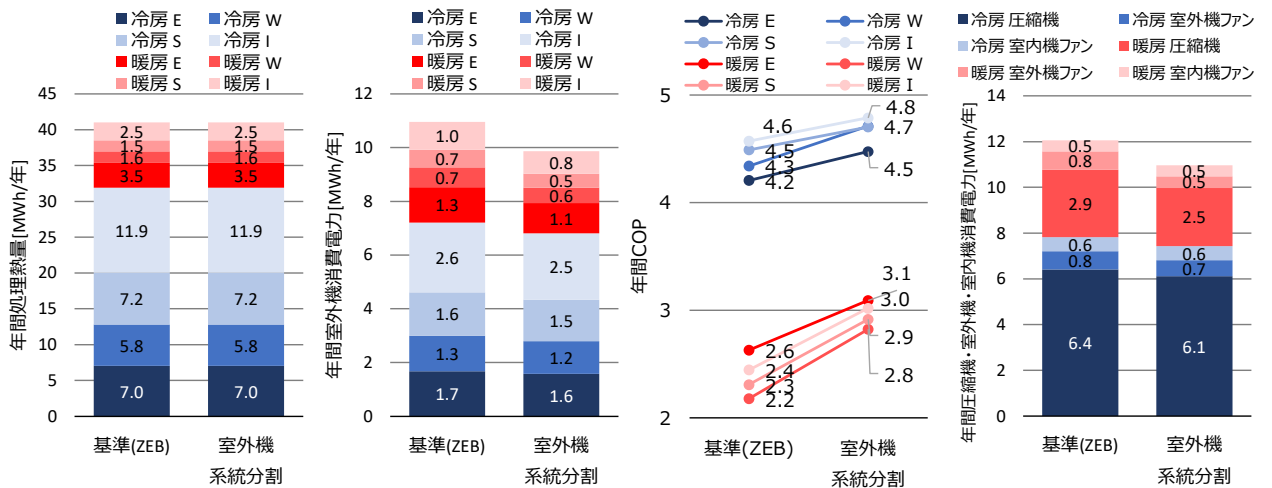 冷房 E 冷房 W
冷房 S 冷房 I
暖房 E 暖房 W
暖房 S 暖房 I
年間処理熱量[MWh/年]
45
40
35
30
25
20
15
10
5
0
2.5 2.5
1.5 1.5
1.6 1.6
3.5 3.5
11.9 11.9
7.2 7.2
5.8 5.8
7.0 7.0
基準(ZEB) 室外機
系統分割
冷房 E 冷房 W
冷房 S 冷房 I
暖房 E 暖房 W
暖房 S 暖房 I
年間室外機消費電力[MWh/年]
12
10
8
6
4
2
0
1.0 0.8
0.7 0.5
0.7 0.6
1.3 1.1
2.6 2.5
1.6 1.5
1.3 1.2
1.7 1.6
基準(ZEB) 室外機
系統分割
冷房 E 冷房 W
冷房 S 冷房 I
暖房 E 暖房 W
暖房 S 暖房 I
年間COP
5
4
3
2
4.6 4.8
4.5 4.7
4.3
4.2 4.5
3.1
2.6 3.0
2.4 2.9
2.3
2.2 2.8
基準(ZEB) 室外機
系統分割
冷房 圧縮機 冷房 室外機ファン
冷房 室内機ファン 暖房 圧縮機
暖房 室外機ファン 暖房 室内機ファン
年間圧縮機・室外機・室内機消費電力[MWh/年]
14
12
10
8
6
4
2
0
0.5 0.5
0.8 0.5
2.9 2.5
0.6 0.6
0.8 0.7
6.4 6.1
基準(ZEB) 室外機
系統分割